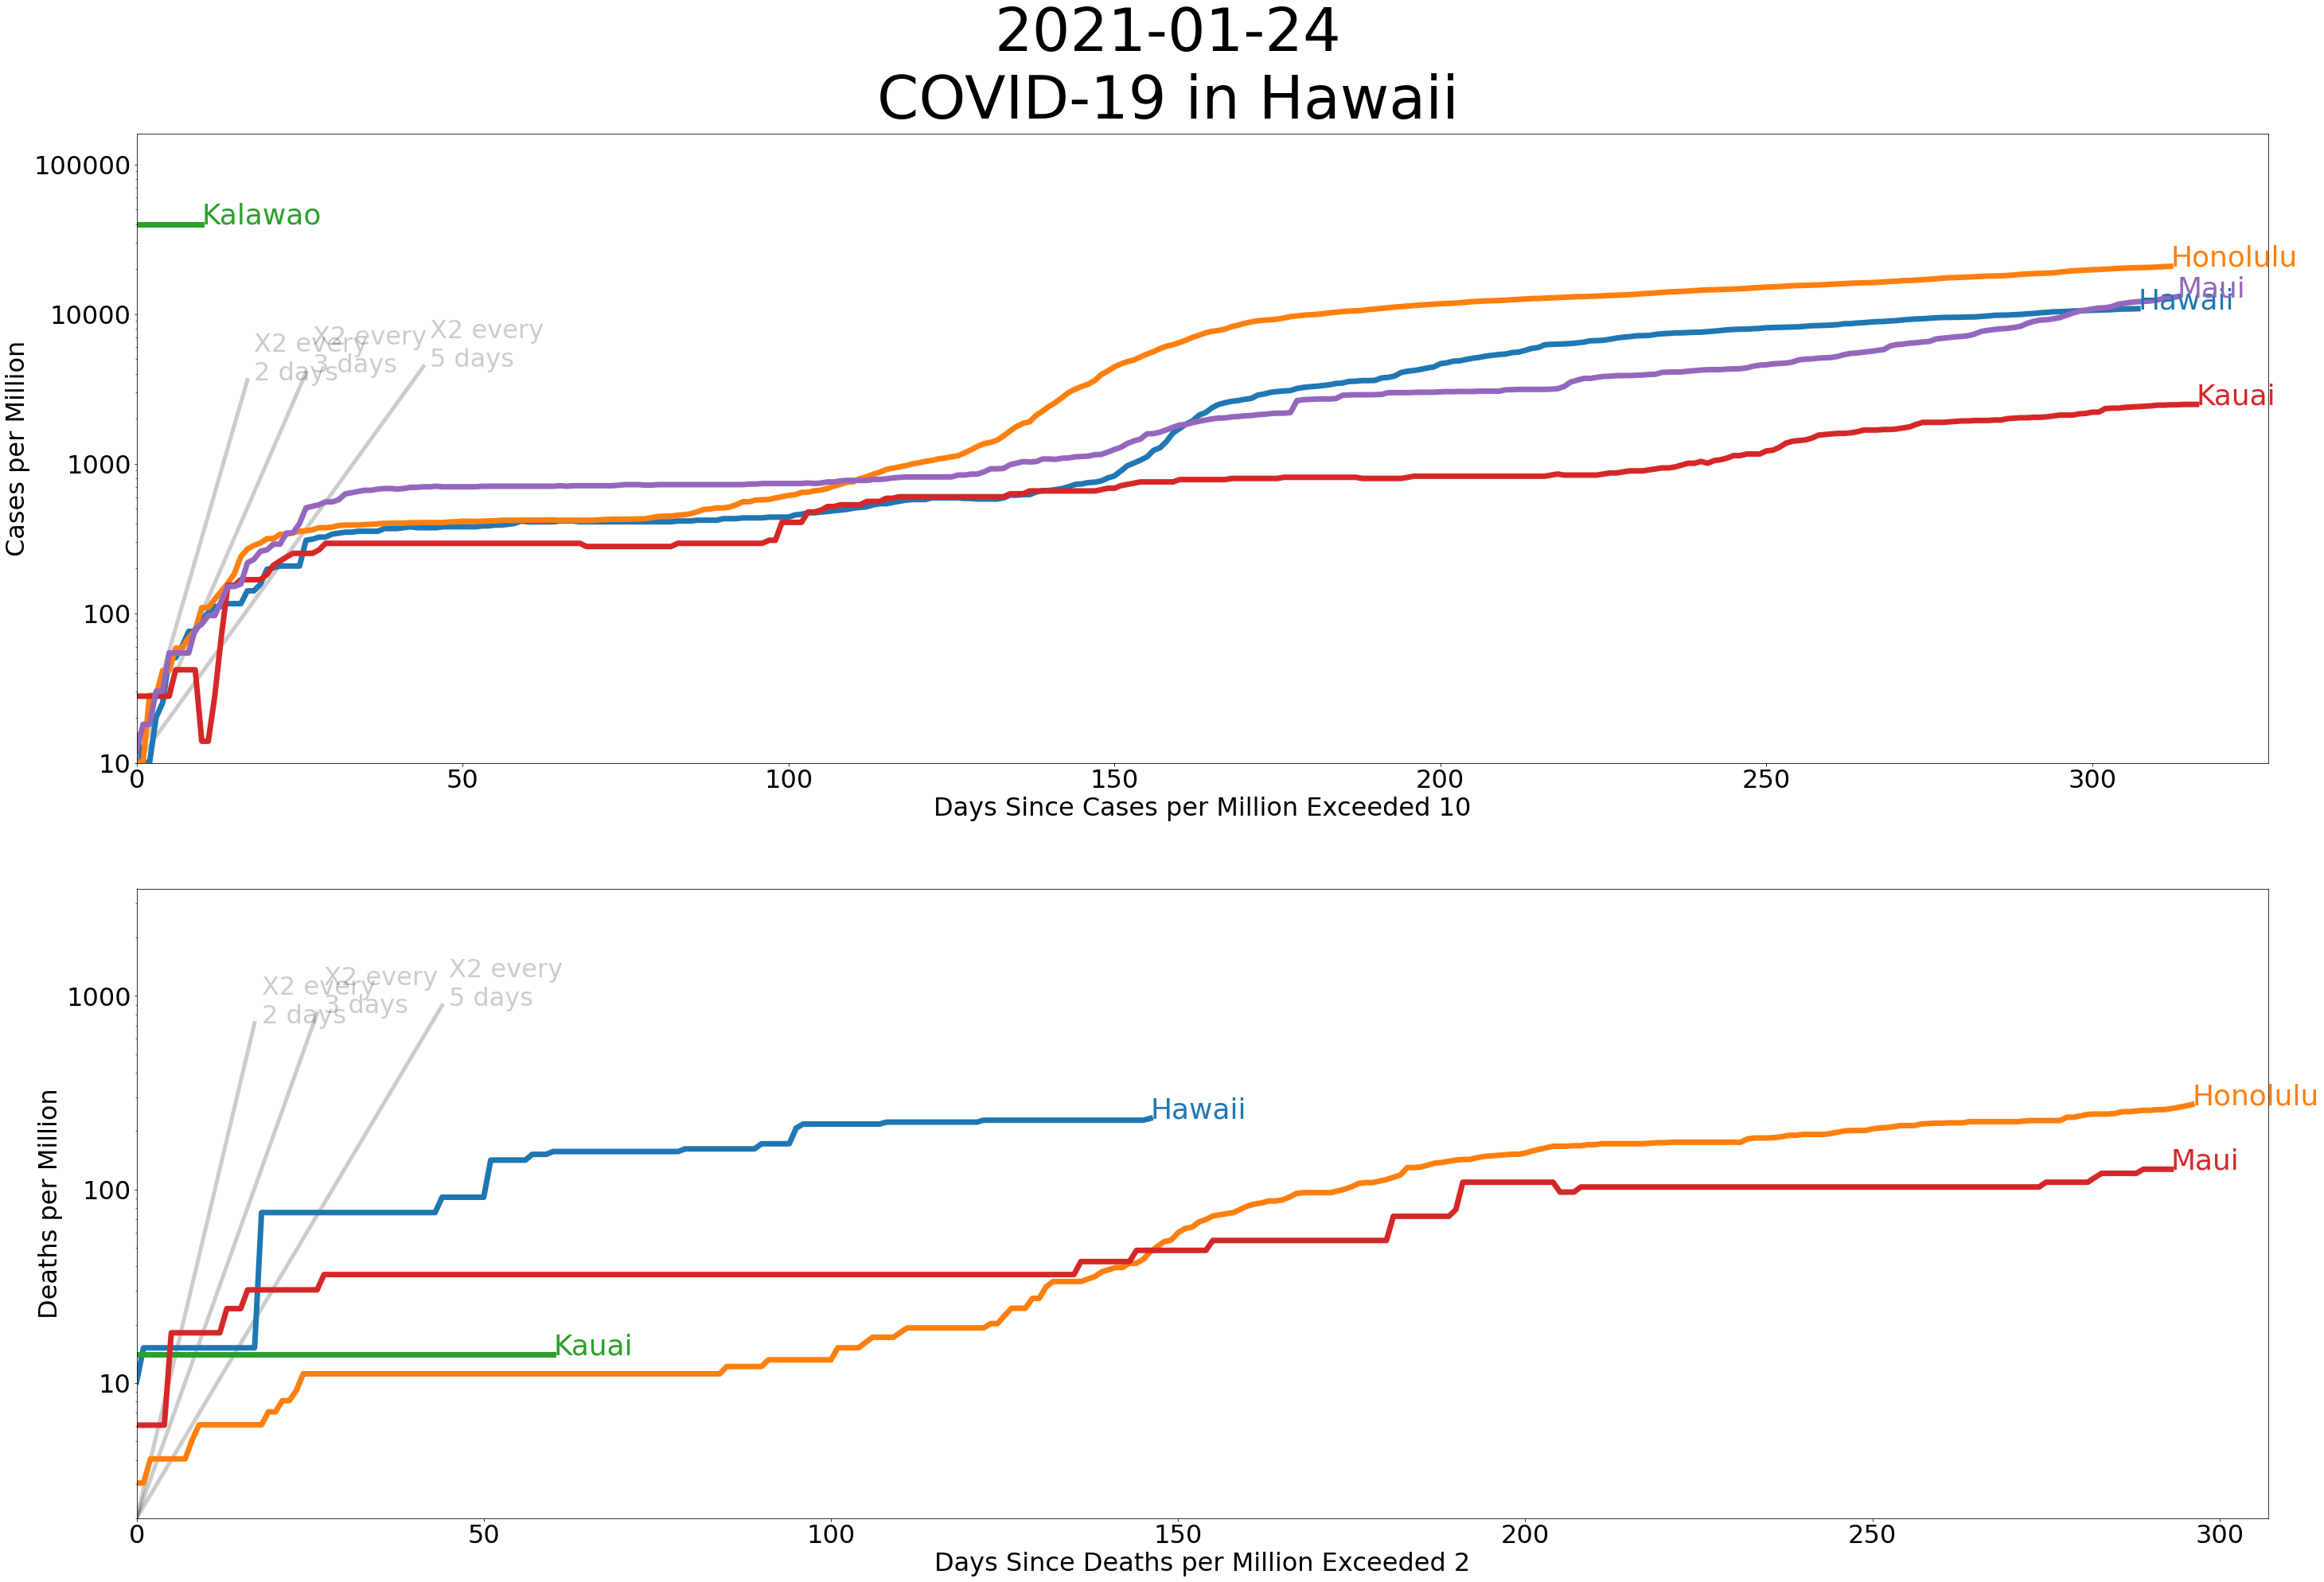 2021-01-24
COVID-19 in Hawaii
100000
10000
1000
100
10
Cases per Million
Kalawao
Honolulu
Maui
Hawaii
Kauai
X2 every
2 days
X2 every
3 days
X2 every
5 days
0 50 100 150 200 250 300
Days Since Cases per Million Exceeded 10
1000
100
10
Deaths per Million
X2 every
2 days
X2 every
3 days
X2 every
5 days
Hawaii
Honolulu
Maui
Kauai
0 50 100 150 200 250 300
Days Since Deaths per Million Exceeded 2